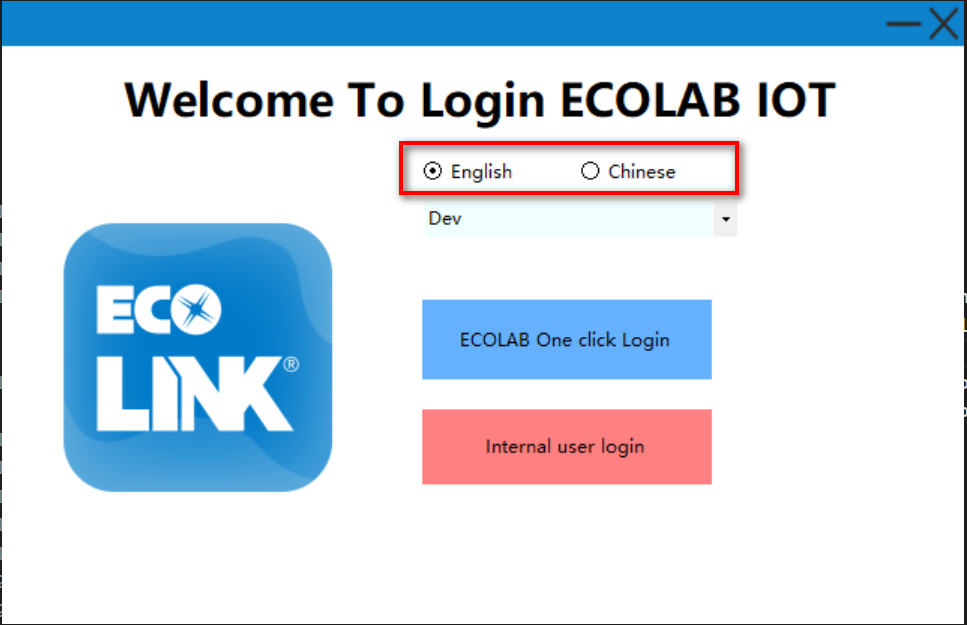 Welcome To Login ECOLAB IOT
English Chinese
Dev
ECO
LINK®
ECOLAB One click Login
Internal user login